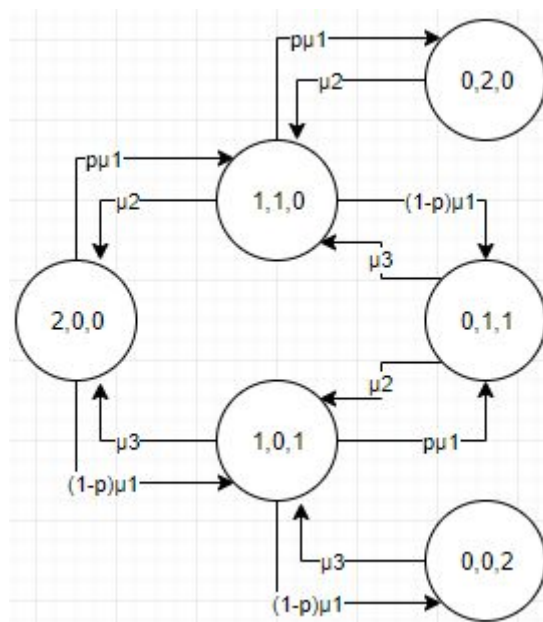 pμ1
0,2,0
μ2
pμ1
1,1,0
(1-p)μ1
μ2
μ3
2,0,0
0,1,1
μ2
μ3
1,0,1
pμ1
(1-p)μ1
μ3
0,0,2
(1-p)μ1